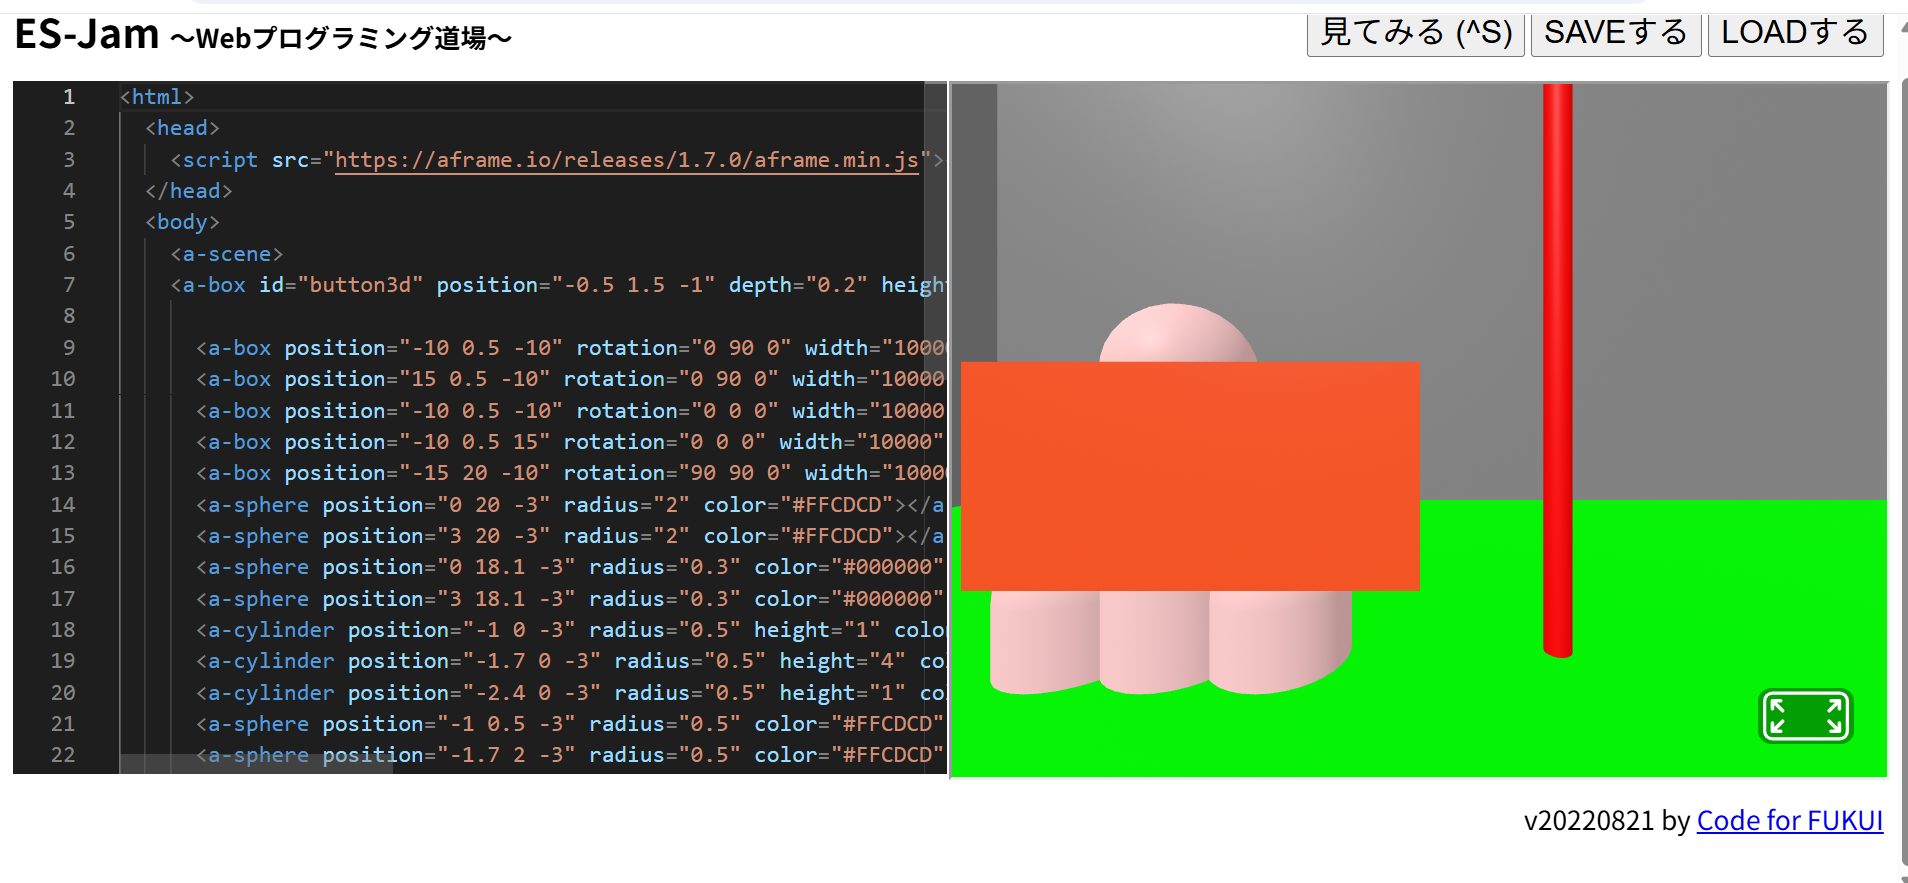 ES-Jam ～Webプログラミング道場～
見てみる (^S) SAVEする LOADする
1 <html>
2 <head>
3 <script src="https://aframe.io/releases/1.7.0/aframe.min.js">
4 </head>
5 <body>
6 <a-scene>
7 <a-box id="button3d" position="-0.5 1.5 -1" depth="0.2" heigh
8
9 <a-box position="-10 0.5 -10" rotation="0 90 0" width="1000
10 <a-box position="15 0.5 -10" rotation="0 90 0" width="10000
11 <a-box position="-10 0.5 -10" rotation="0 0 0" width="10000
12 <a-box position="-10 0.5 15" rotation="0 0 0" width="10000"
13 <a-box position="-15 20 -10" rotation="90 90 0" width="1000
14 <a-sphere position="0 20 -3" radius="2" color="#FFCDCD"></a
15 <a-sphere position="3 20 -3" radius="2" color="#FFCDCD"></a
16 <a-sphere position="0 18.1 -3" radius="0.3" color="#000000"
17 <a-sphere position="3 18.1 -3" radius="0.3" color="#000000"
18 <a-cylinder position="-1 0 -3" radius="0.5" height="1" colo
19 <a-cylinder position="-1.7 0 -3" radius="0.5" height="4" co
20 <a-cylinder position="-2.4 0 -3" radius="0.5" height="1" co
21 <a-sphere position="-1 0.5 -3" radius="0.5" color="#FFCDCD"
22 <a-sphere position="-1.7 2 -3" radius="0.5" color="#FFCDCD"
v20220821 by Code for FUKUI